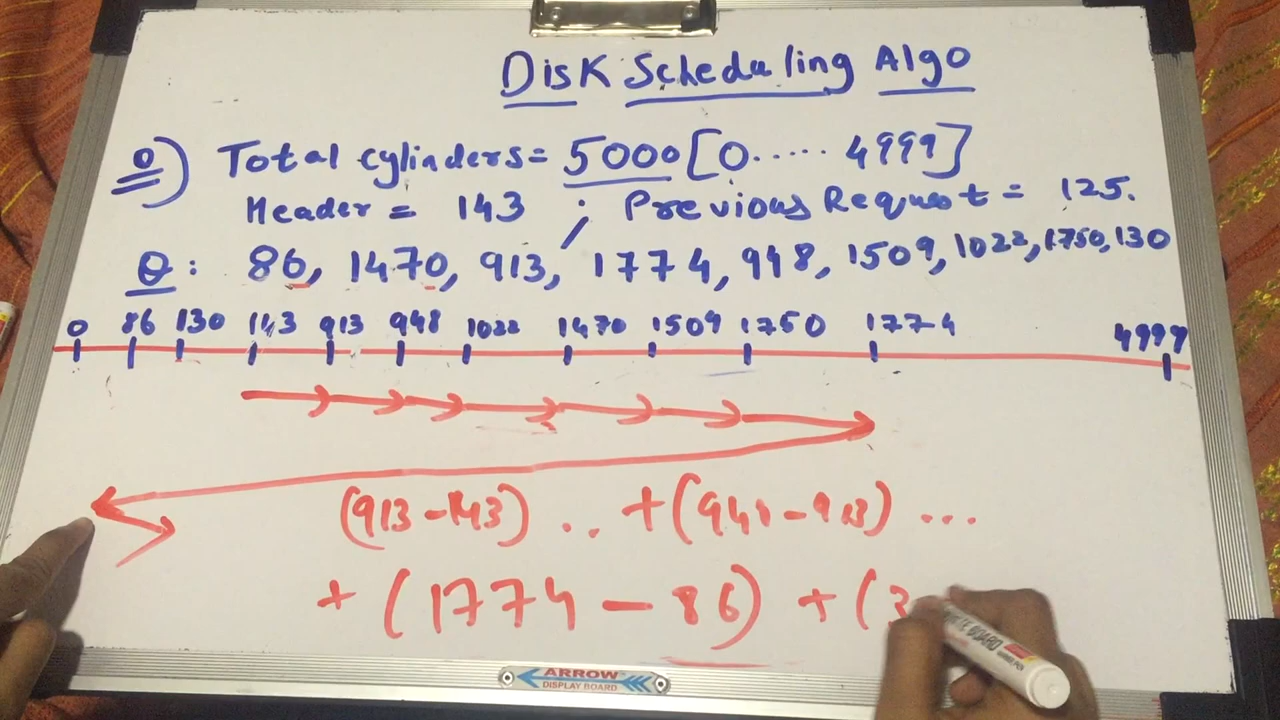 Disk Scheduling Algo
Q) Total cylinders = 5000 [0..... 4999]
Header = 143 ; Previous Request = 125.
Q: 86, 1470, 913, 1774, 948, 1509, 1022, 1750, 130
0 86 130 143 913 948 1022 1470 1509 1750 1774 4999
(913-143) .. + (948-913) ...
+ (1774-86) + (
ARROW
DISPLAY BOARD